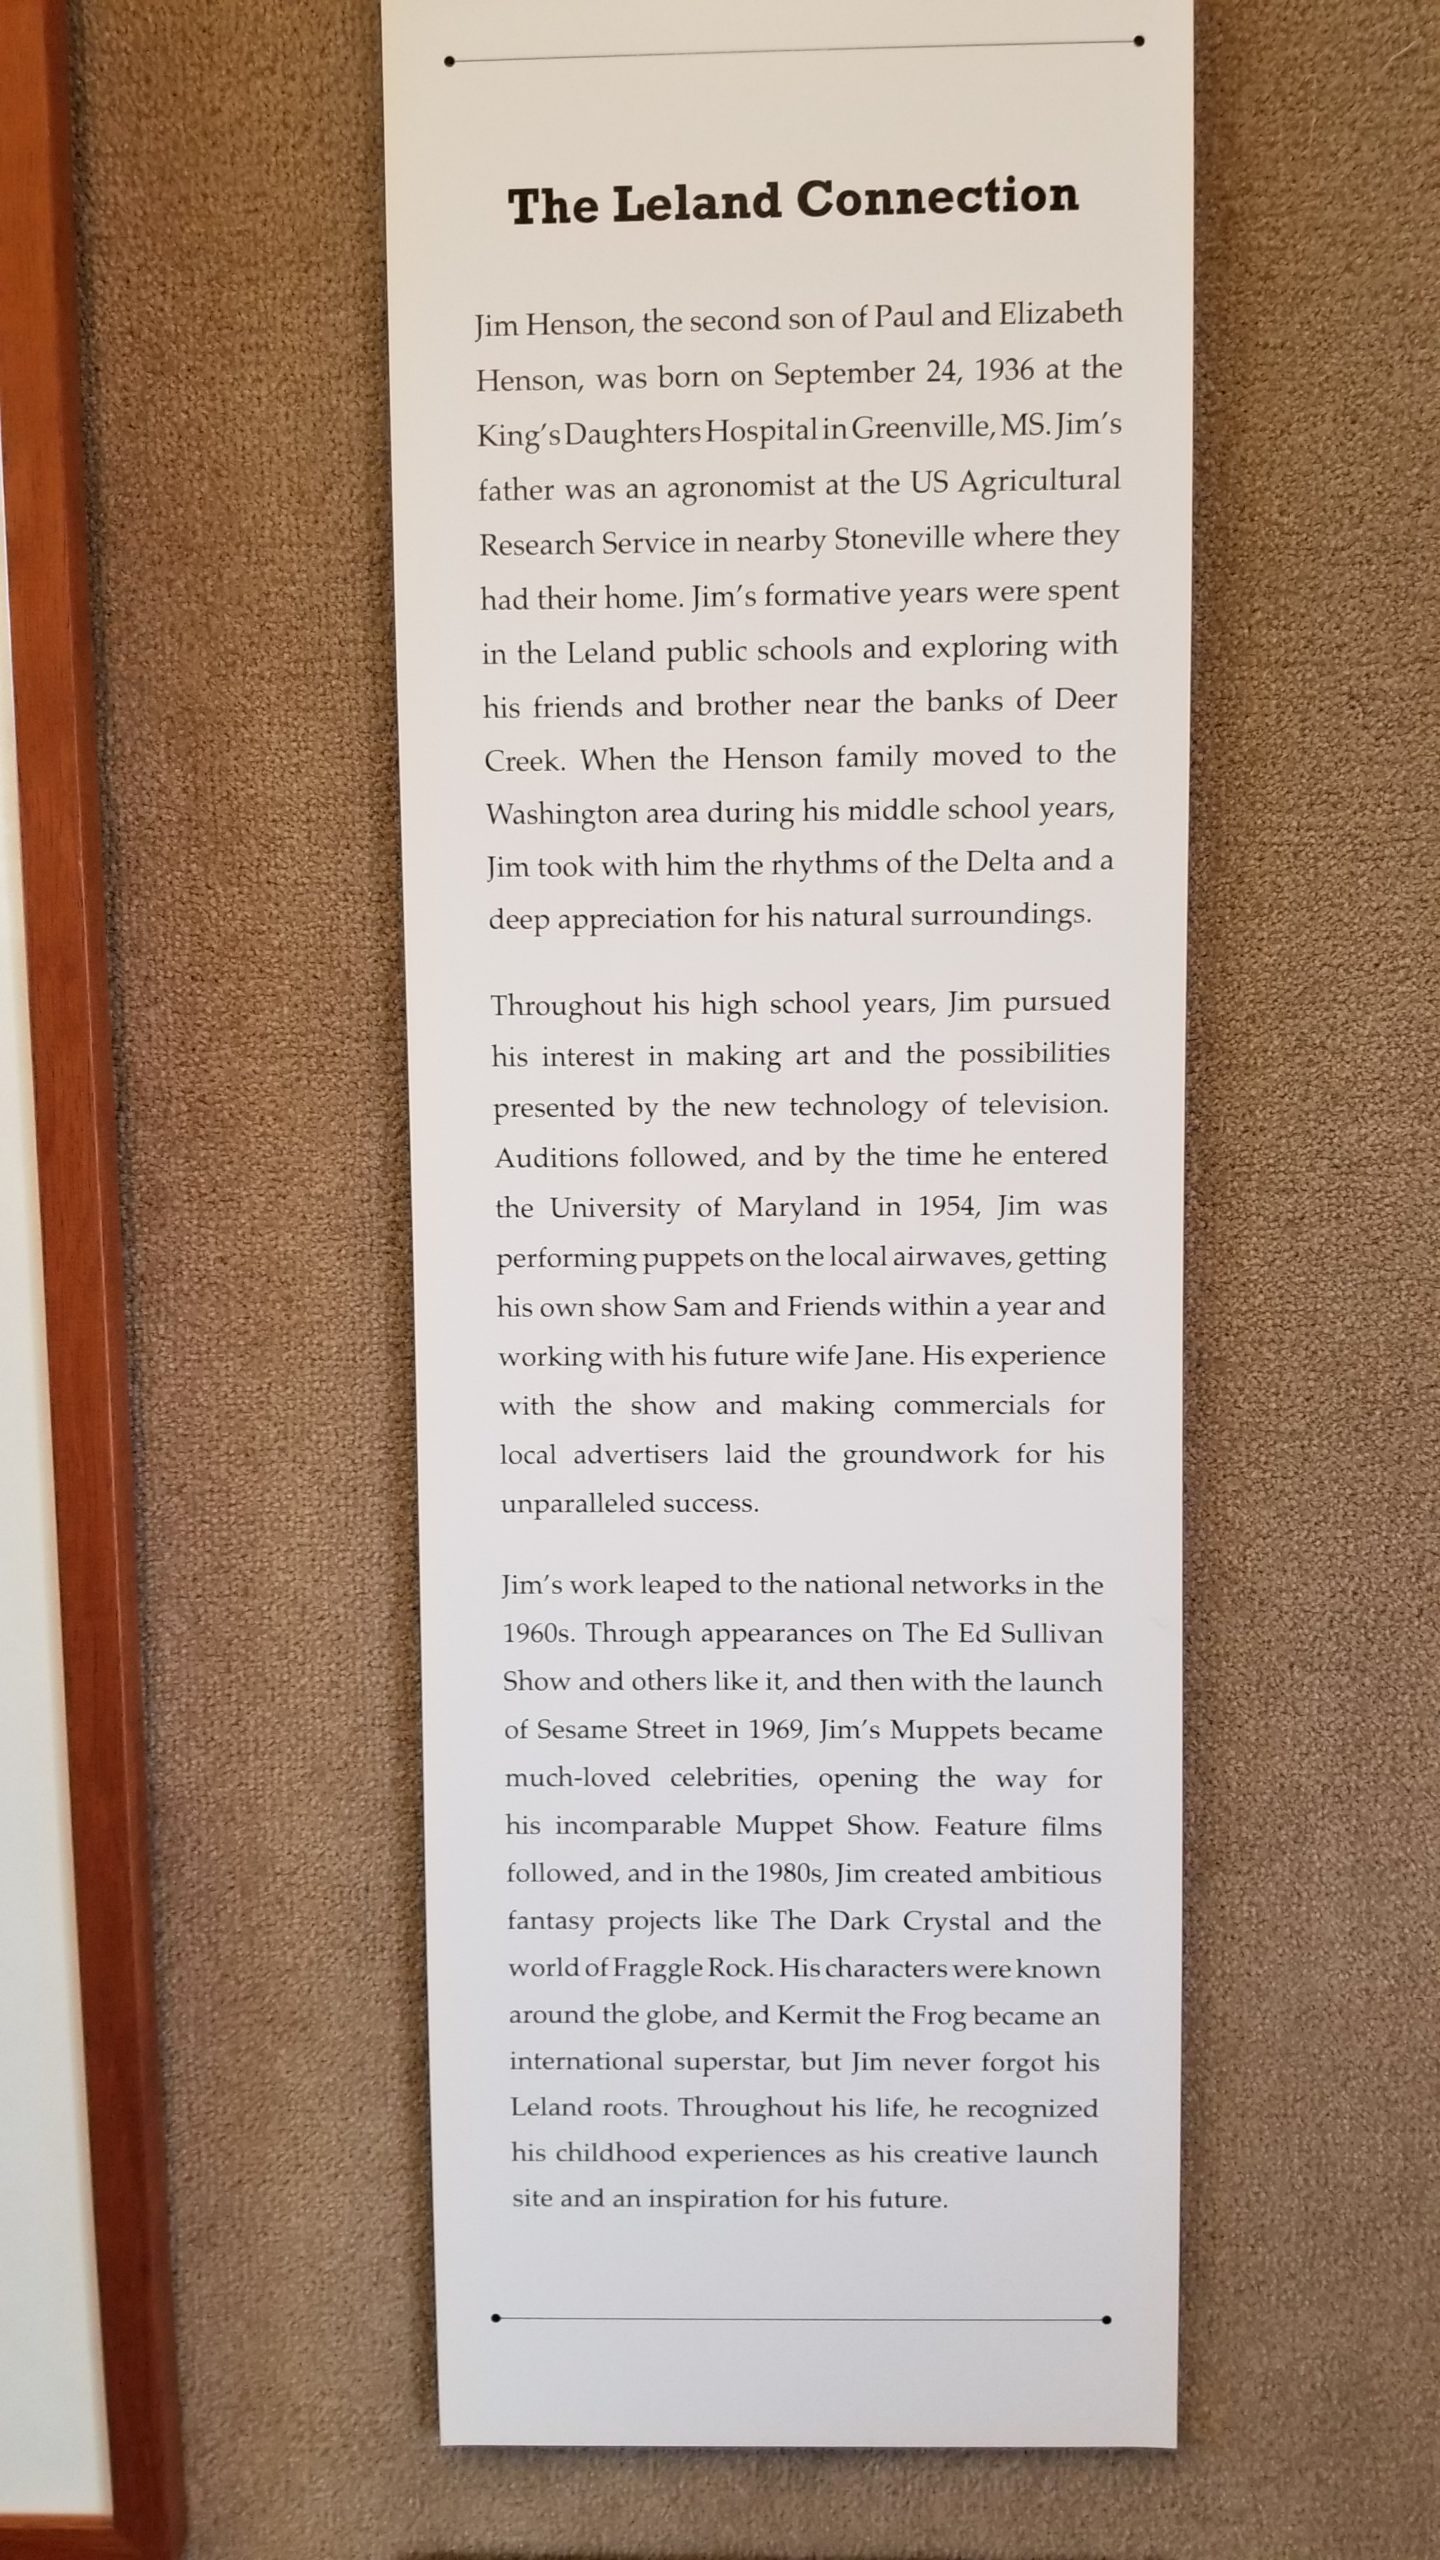 The Leland Connection
Jim Henson, the second son of Paul and Elizabeth
Henson, was born on September 24, 1936 at the
King's Daughters Hospital in Greenville, MS. Jim's
father was an agronomist at the US Agricultural
Research Service in nearby Stoneville where they
had their home. Jim's formative years were spent
in the Leland public schools and exploring with
his friends and brother near the banks of Deer
Creek. When the Henson family moved to the
Washington area during his middle school years,
Jim took with him the rhythms of the Delta and a
deep appreciation for his natural surroundings.
Throughout his high school years, Jim pursued
his interest in making art and the possibilities
presented by the new technology of television.
Auditions followed, and by the time he entered
the University of Maryland in 1954, Jim was
performing puppets on the local airwaves, getting
his own show Sam and Friends within a year and
working with his future wife Jane. His experience
with the show and making commercials for
local advertisers laid the groundwork for his
unparalleled success.
Jim's work leaped to the national networks in the
1960s. Through appearances on The Ed Sullivan
Show and others like it, and then with the launch
of Sesame Street in 1969, Jim's Muppets became
much-loved celebrities, opening the way for
his incomparable Muppet Show. Feature films
followed, and in the 1980s, Jim created ambitious
fantasy projects like The Dark Crystal and the
world of Fraggle Rock. His characters were known
around the globe, and Kermit the Frog became an
international superstar, but Jim never forgot his
Leland roots. Throughout his life, he recognized
his childhood experiences as his creative launch
site and an inspiration for his future.